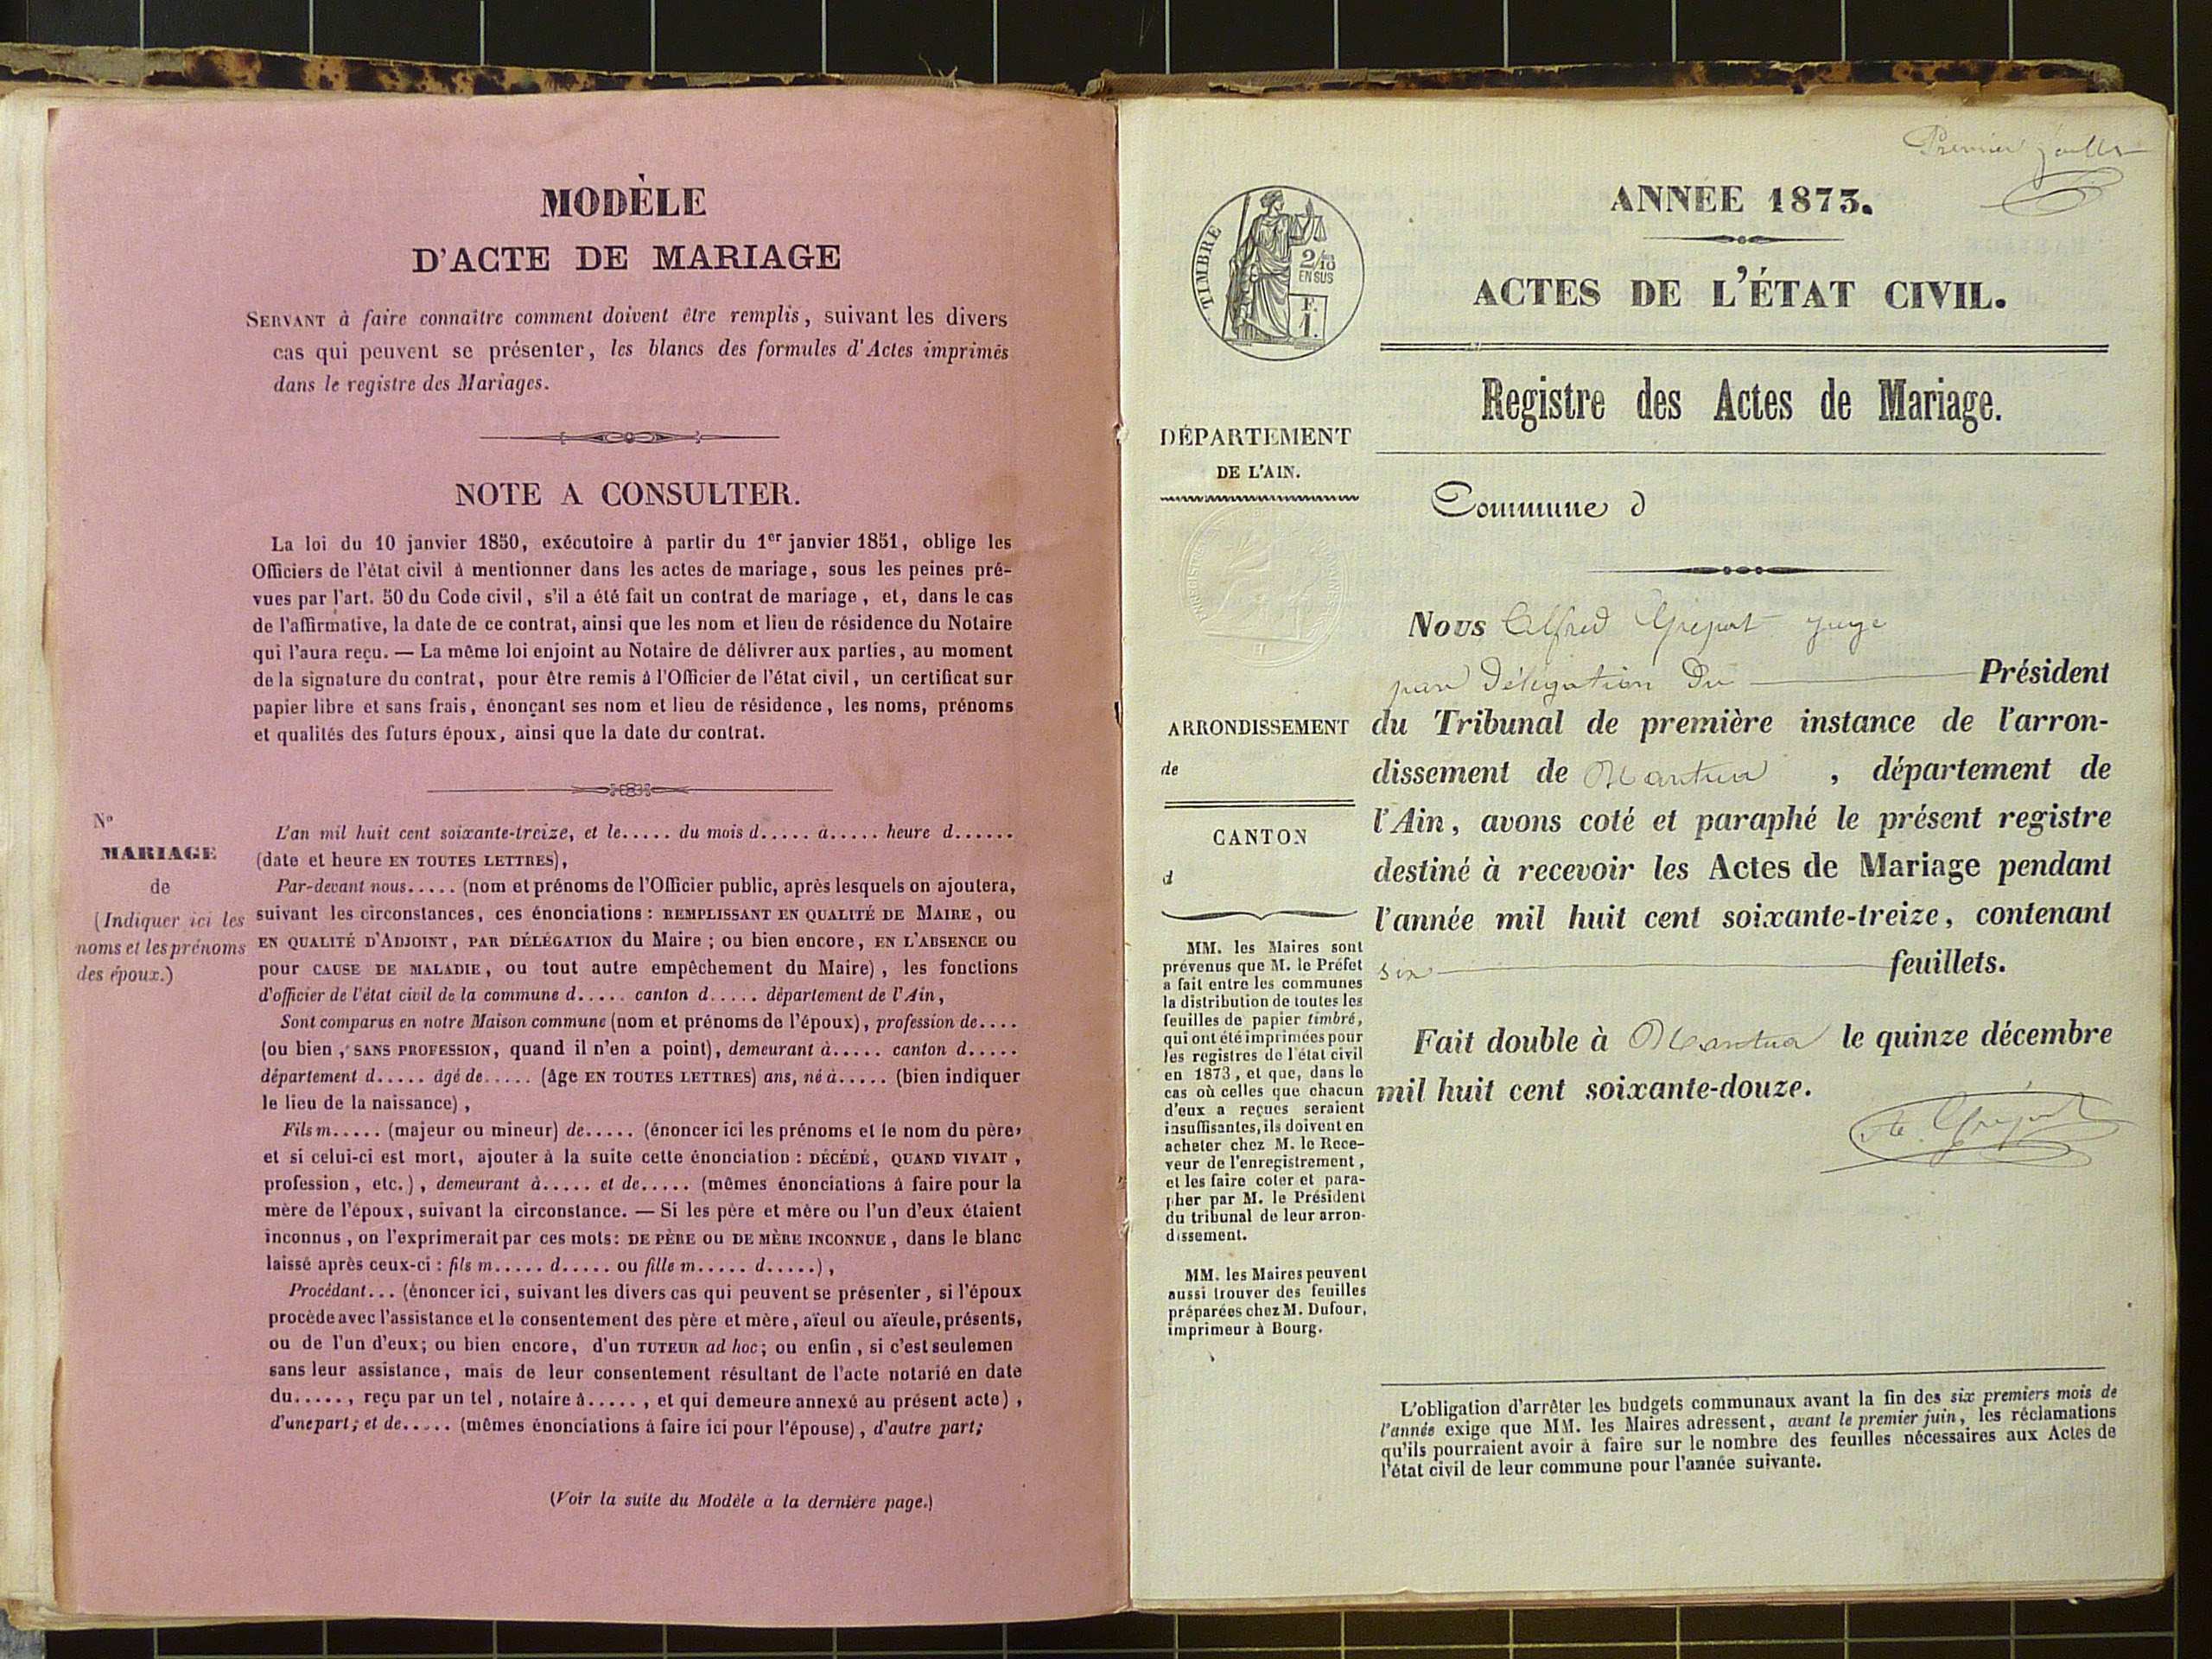 MODÈLE
D'ACTE DE MARIAGE
SERVANT à faire connaître comment doivent être remplis, suivant les divers
cas qui peuvent se présenter, les blancs des formules d'Actes imprimés
dans le registre des Mariages.
NOTE A CONSULTER.
La loi du 10 janvier 1850, exécutoire à partir du 1er janvier 1851, oblige les
Officiers de l'état civil à mentionner dans les actes de mariage, sous les peines pré-
vues par l'art. 50 du Code civil, s'il a été fait un contrat de mariage, et, dans le cas
de l'affirmative, la date de ce contrat, ainsi que les nom et lieu de résidence du Notaire
qui l'aura reçu. — La même loi enjoint au Notaire de délivrer aux parties, au moment
de la signature du contrat, pour être remis à l'Officier de l'état civil, un certificat sur
papier libre et sans frais, énonçant ses nom et lieu de résidence, les noms, prénoms
et qualités des futurs époux, ainsi que la date du contrat.
N°
MARIAGE
de
(Indiquer ici les
noms et les prénoms
des époux.)
L'an mil huit cent soixante-treize, et le..... du mois d..... à..... heure d......
(date et heure EN TOUTES LETTRES),
Par-devant nous..... (nom et prénoms de l'Officier public, après lesquels on ajoutera,
suivant les circonstances, ces énonciations : REMPLISSANT EN QUALITÉ DE MAIRE, ou
EN QUALITÉ D'ADJOINT, PAR DÉLÉGATION du Maire ; ou bien encore, EN L'ABSENCE ou
pour CAUSE DE MALADIE, ou tout autre empêchement du Maire), les fonctions
d'officier de l'état civil de la commune d..... canton d..... département de l'Ain,
Sont comparus en notre Maison commune (nom et prénoms de l'époux), profession de....
(ou bien, SANS PROFESSION, quand il n'en a point), demeurant à..... canton d.....
département d..... âgé de..... (âge EN TOUTES LETTRES) ans, né à..... (bien indiquer
le lieu de la naissance),
Fils m..... (majeur ou mineur) de..... (énoncer ici les prénoms et le nom du père,
et si celui-ci est mort, ajouter à la suite cette énonciation : DÉCÉDÉ, QUAND VIVAIT,
profession, etc.), demeurant à..... et de..... (mêmes énonciations à faire pour la
mère de l'époux, suivant la circonstance. — Si les père et mère ou l'un d'eux étaient
inconnus, on l'exprimerait par ces mots: DE PÈRE ou DE MÈRE INCONNUE, dans le blanc
laissé après ceux-ci : fils m..... d..... ou fille m..... d.....),
Procédant... (énoncer ici, suivant les divers cas qui peuvent se présenter, si l'époux
procède avec l'assistance et le consentement des père et mère, aïeul ou aïeule, présents,
ou de l'un d'eux; ou bien encore, d'un TUTEUR ad hoc; ou enfin, si c'est seulemen
sans leur assistance, mais de leur consentement résultant de l'acte notarié en date
du....., reçu par un tel, notaire à....., et qui demeure annexé au présent acte),
d'une part; et de..... (mêmes énonciations à faire ici pour l'épouse), d'autre part;
(Voir la suite du Modèle à la dernière page.)
Premier
ANNÉE 1873.
TIMBRE
2/10
EN SUS
F.
1.
ACTES DE L'ÉTAT CIVIL.
Registre des Actes de Mariage.
DÉPARTEMENT
DE L'AIN.
Commune d
Nous Alfred Grépat juge
par Délégation Du Président
du Tribunal de première instance de l'arron-
dissement de Nantua, département de
l'Ain, avons coté et paraphé le présent registre
destiné à recevoir les Actes de Mariage pendant
l'année mil huit cent soixante-treize, contenant
six feuillets.
Fait double à Nantua le quinze décembre
mil huit cent soixante-douze.
ARRONDISSEMENT
de
CANTON
d
MM. les Maires sont
prévenus que M. le Préfet
a fait entre les communes
la distribution de toutes les
feuilles de papier timbré,
qui ont été imprimées pour
les registres de l'état civil
en 1873, et que, dans le
cas où celles que chacun
d'eux a reçues seraient
insuffisantes, ils doivent en
acheter chez M. le Rece-
veur de l'enregistrement,
et les faire coter et para-
pher par M. le Président
du tribunal de leur arron-
dissement.
MM. les Maires peuvent
aussi trouver des feuilles
préparées chez M. Dufour,
imprimeur à Bourg.
L'obligation d'arrêter les budgets communaux avant la fin des six premiers mois de
l'année exige que MM. les Maires adressent, avant le premier juin, les réclamations
qu'ils pourraient avoir à faire sur le nombre des feuilles nécessaires aux Actes de
l'état civil de leur commune pour l'année suivante.